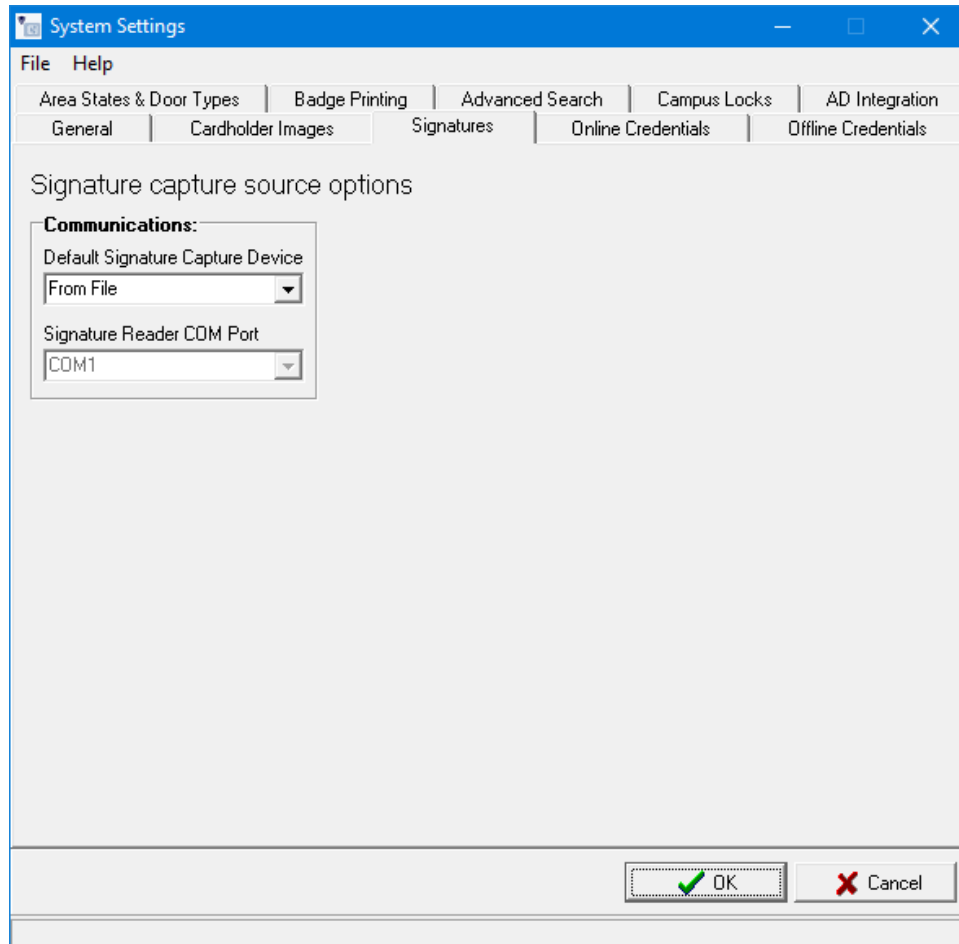 System Settings
File Help
Area States & Door Types Badge Printing Advanced Search Campus Locks AD Integration
General Cardholder Images Signatures Online Credentials Offline Credentials
Signature capture source options
Communications:
Default Signature Capture Device
From File
Signature Reader COM Port
COM1
OK Cancel